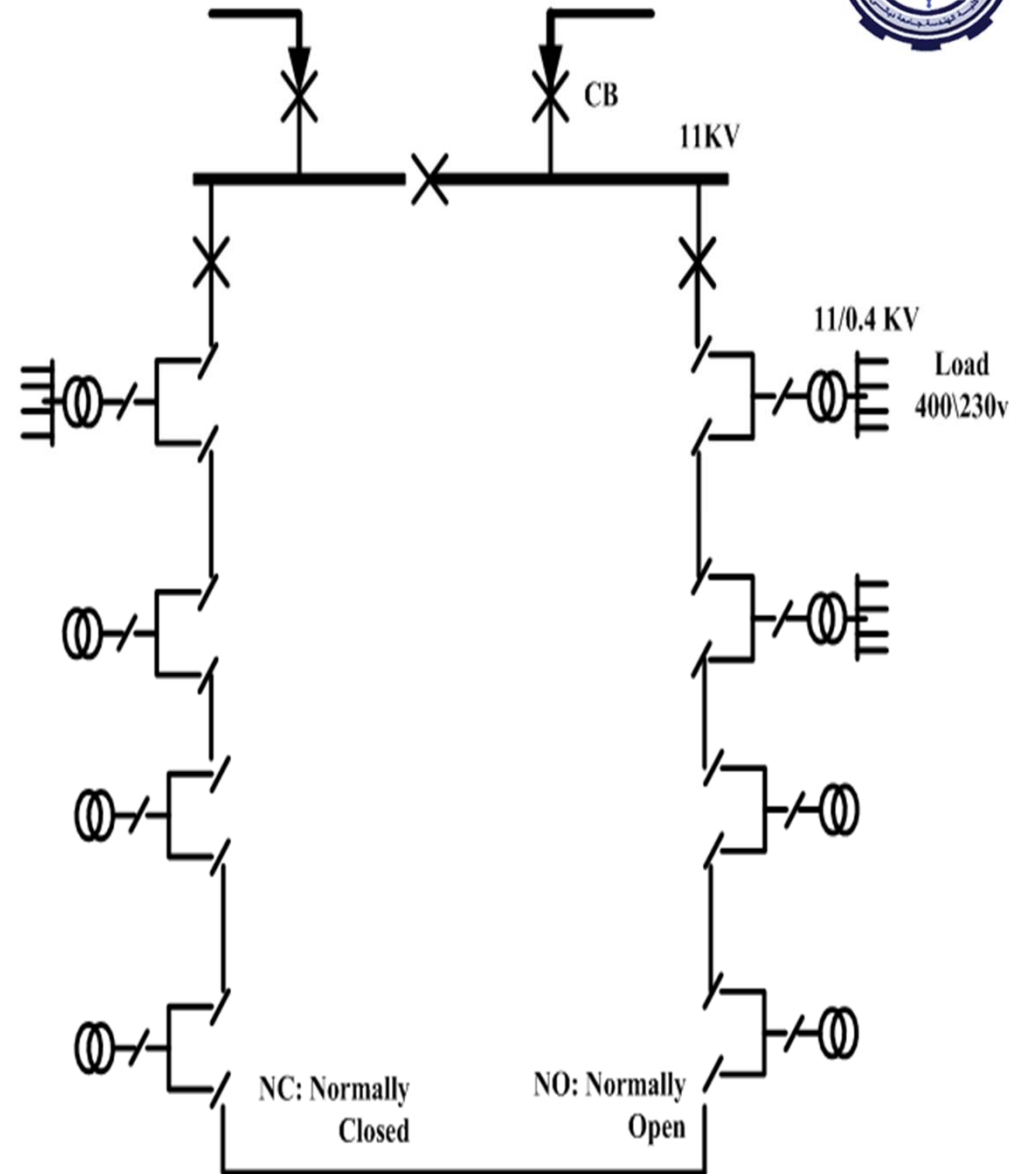 CB
11KV
11/0.4 KV
Load
400\230v
NC: Normally
Closed
NO: Normally
Open